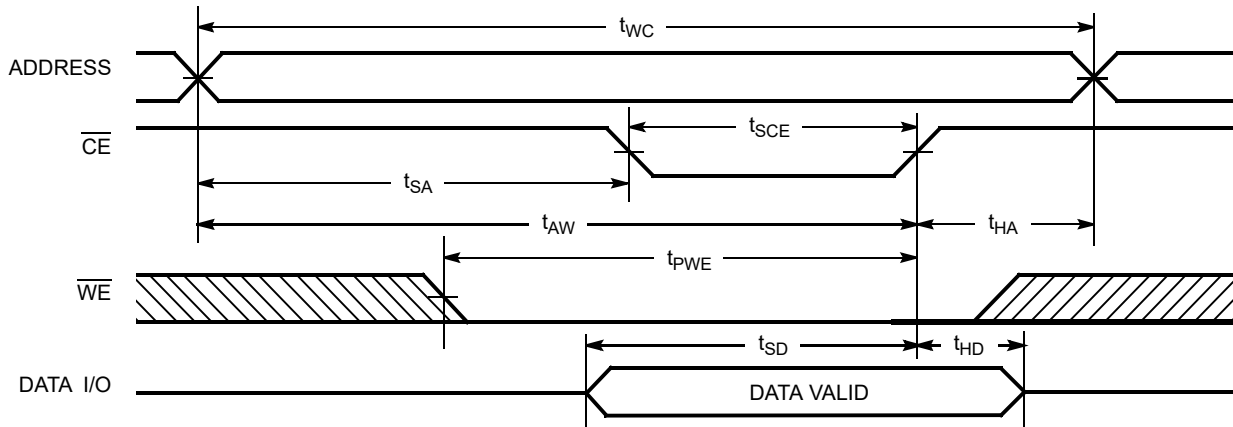 tWC
ADDRESS
CE
tSCE
tSA
tAW
tHA
tPWE
WE
tSD
tHD
DATA I/O
DATA VALID